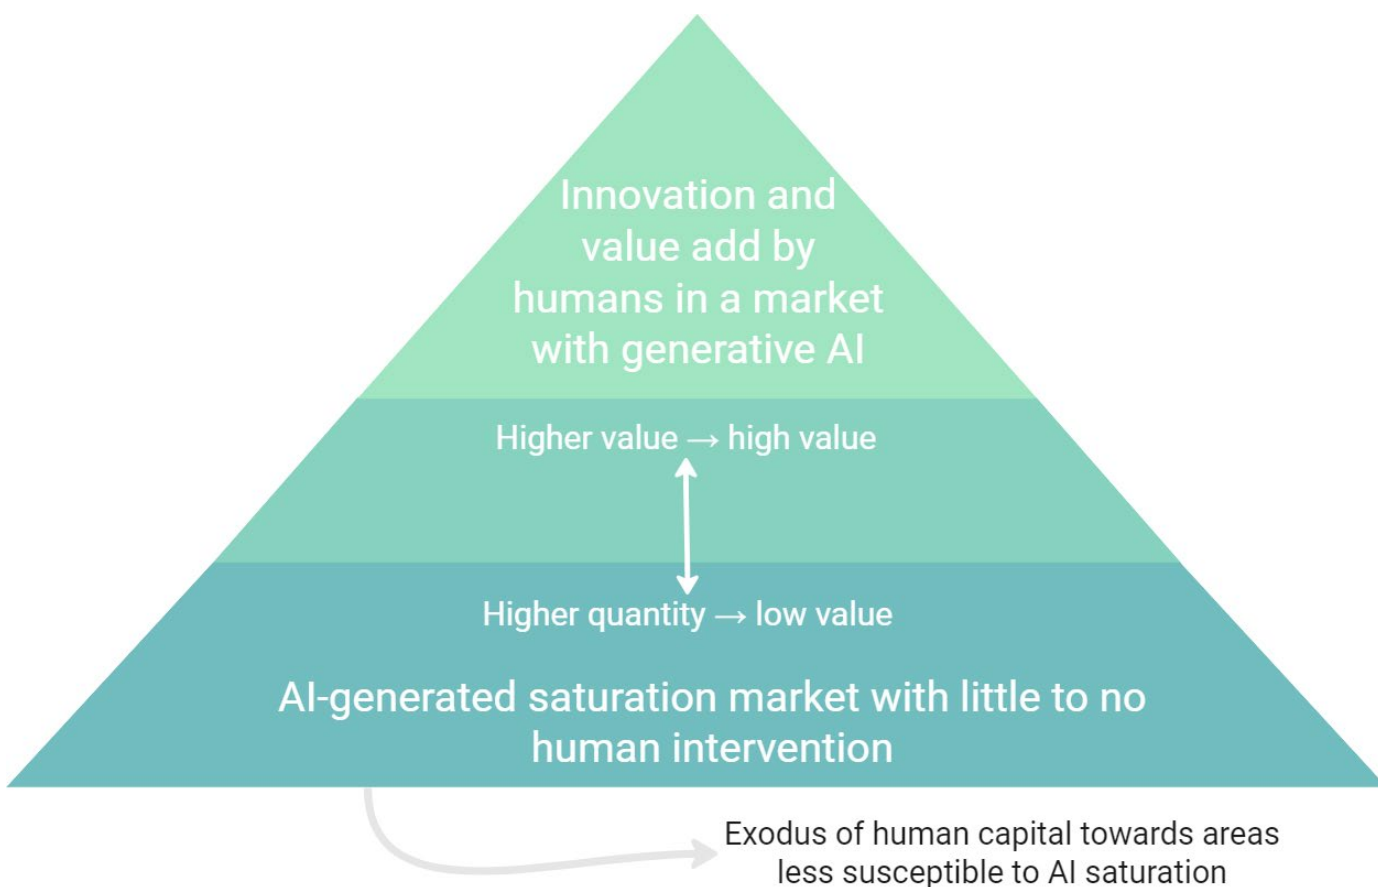 Innovation and
value add by
humans in a market
with generative AI
Higher value → high value
Higher quantity → low value
AI-generated saturation market with little to no
human intervention
Exodus of human capital towards areas
less susceptible to AI saturation